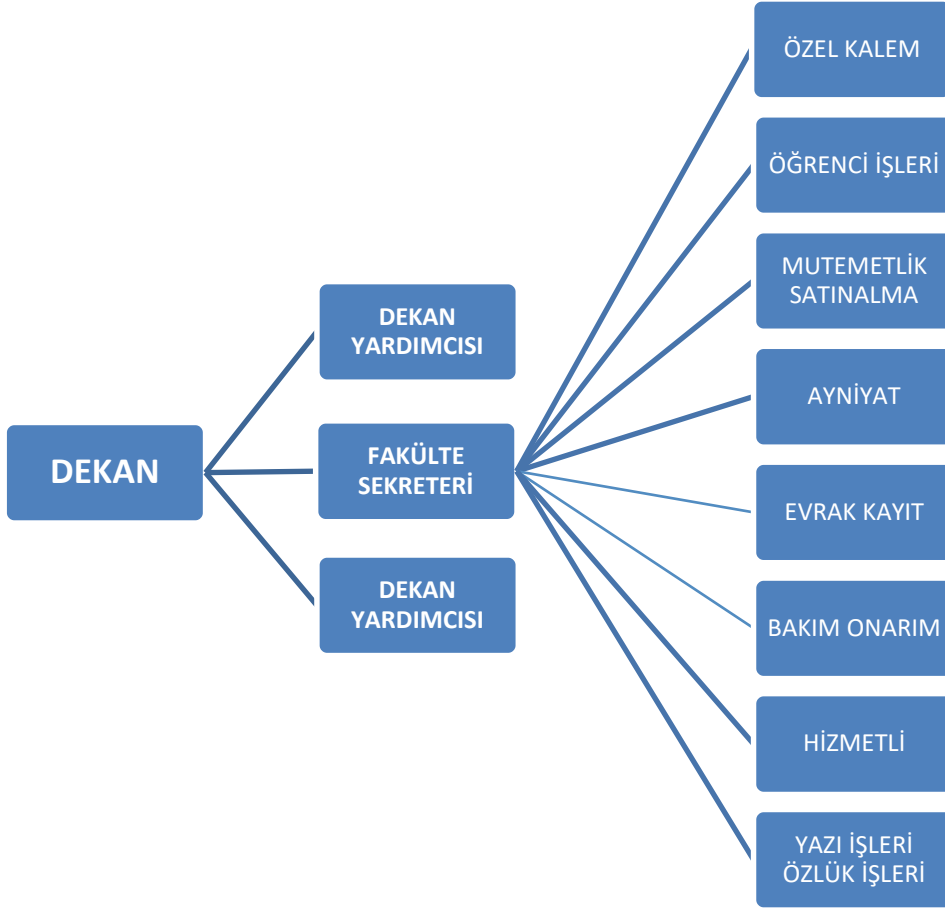 DEKAN
DEKAN
YARDIMCISI
FAKÜLTE
SEKRETERİ
DEKAN
YARDIMCISI
ÖZEL KALEM
ÖĞRENCİ İŞLERİ
MUTEMETLİK
SATINALMA
AYNİYAT
EVRAK KAYIT
BAKIM ONARIM
HİZMETLİ
YAZI İŞLERİ
ÖZLÜK İŞLERİ